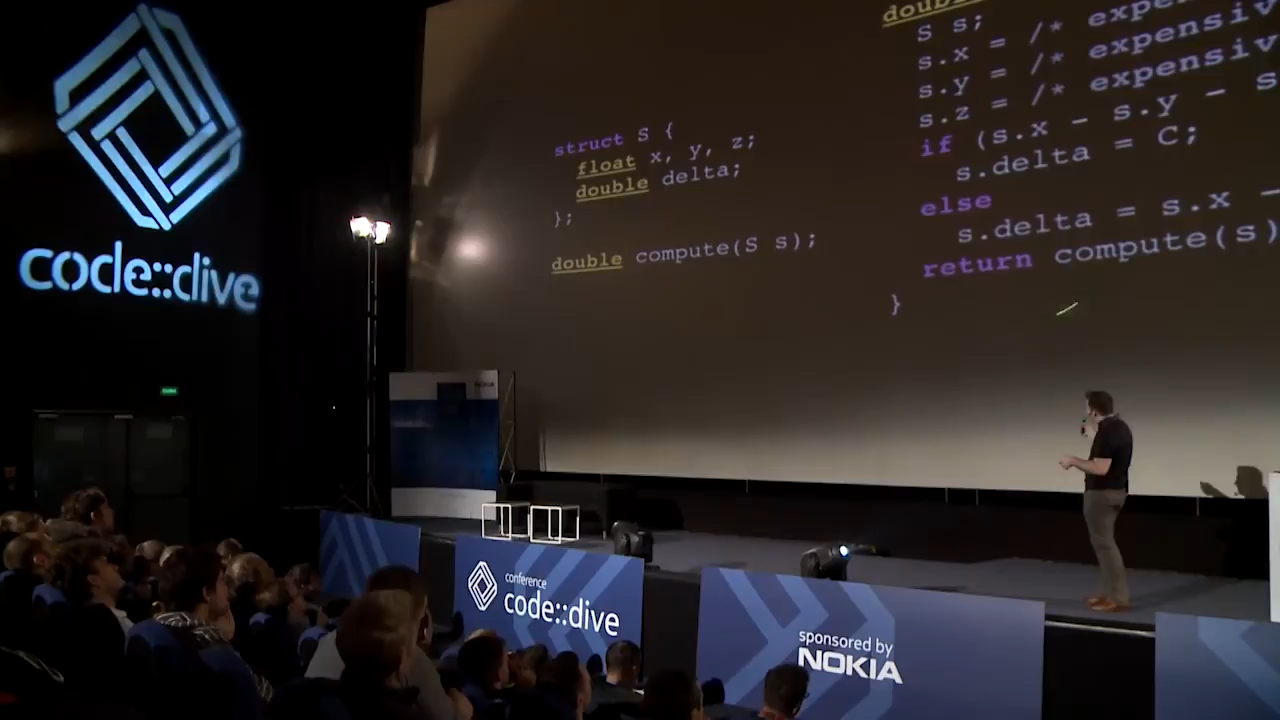 code::dive
struct S {
float x, y, z;
double delta;
};
double compute(S s);
S s;
s.x = /*
s.y = /*
s.z = /* expensiv
if (s.x - s.y - s
s.delta = C;
else
s.delta = s.x -
return compute(s)
}
conference
code::dive
sponsored by
NOKIA